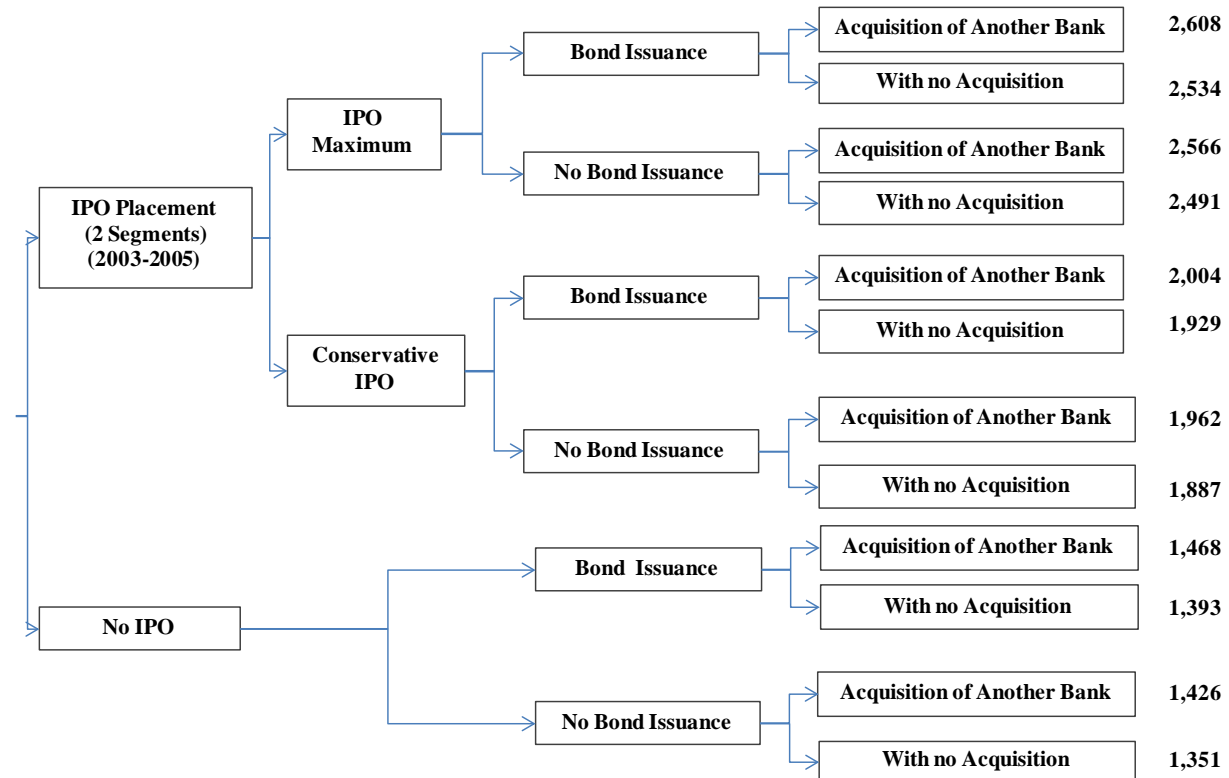 Acquisition of Another Bank 2,608
Bond Issuance
With no Acquisition 2,534
IPO
Maximum
Acquisition of Another Bank 2,566
No Bond Issuance
With no Acquisition 2,491
IPO Placement
(2 Segments)
(2003-2005)
Acquisition of Another Bank 2,004
Bond Issuance
With no Acquisition 1,929
Conservative
IPO
Acquisition of Another Bank 1,962
No Bond Issuance
With no Acquisition 1,887
Acquisition of Another Bank 1,468
Bond Issuance
With no Acquisition 1,393
No IPO
Acquisition of Another Bank 1,426
No Bond Issuance
With no Acquisition 1,351